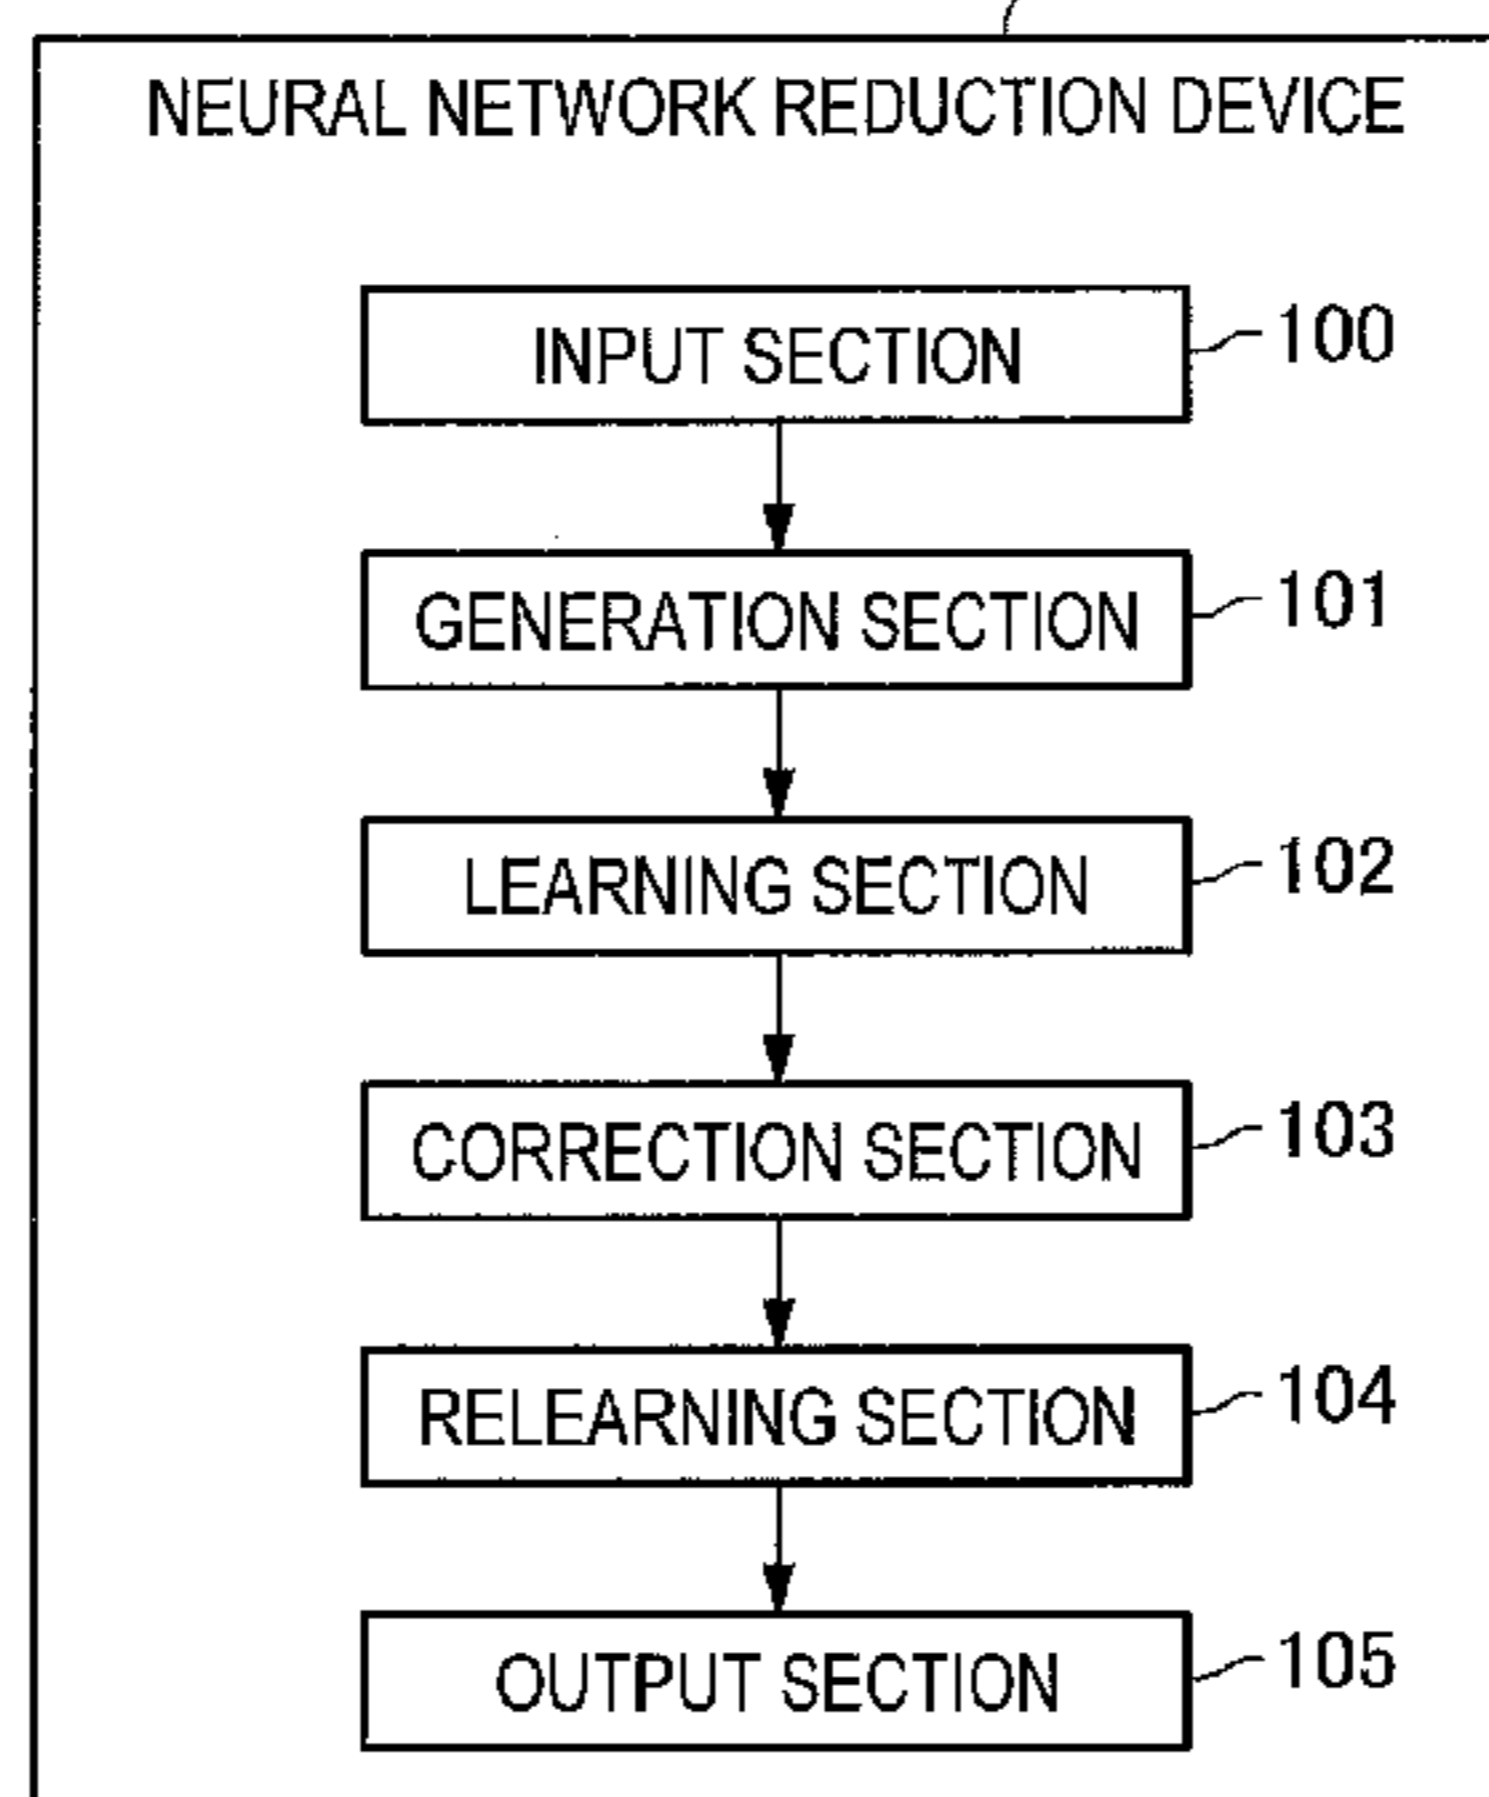 NEURAL NETWORK REDUCTION DEVICE
INPUT SECTION 100
GENERATION SECTION 101
LEARNING SECTION 102
CORRECTION SECTION 103
RELEARNING SECTION 104
OUTPUT SECTION 105